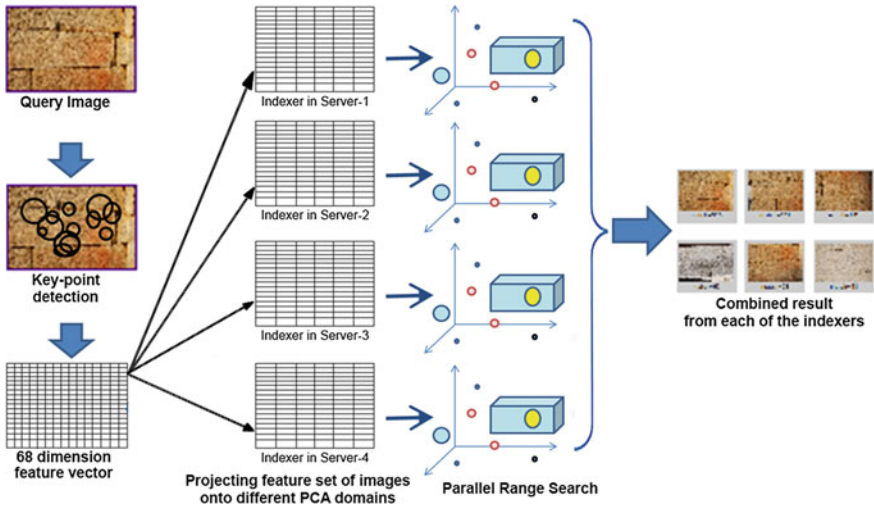 Query Image
Key-point
detection
68 dimension
feature vector
Indexer in Server-1
Indexer in Server-2
Indexer in Server-3
Indexer in Server-4
Projecting feature set of images
onto different PCA domains
Parallel Range Search
Combined result
from each of the indexers